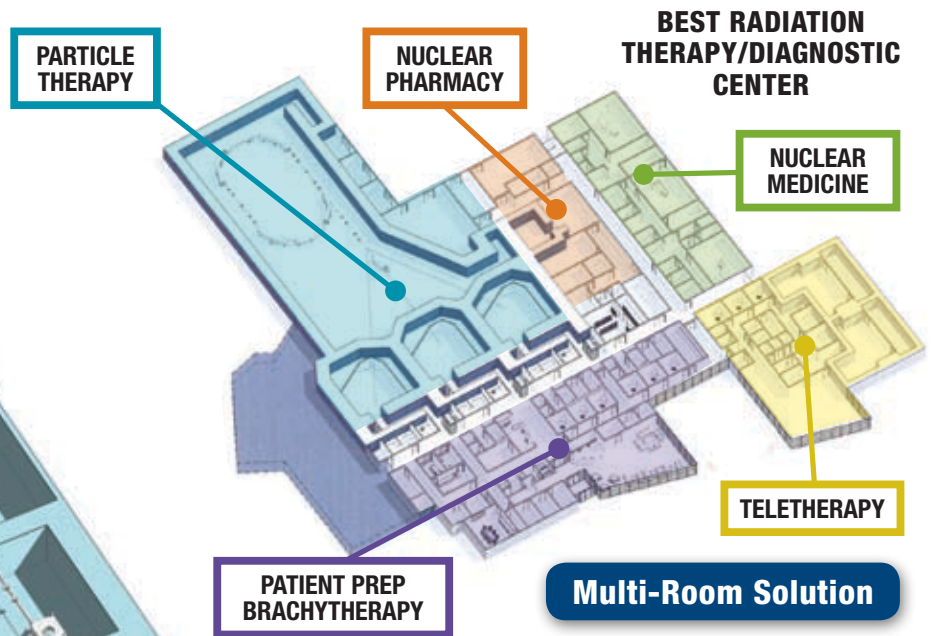 BEST RADIATION
THERAPY/DIAGNOSTIC
CENTER
PARTICLE
THERAPY
NUCLEAR
PHARMACY
NUCLEAR
MEDICINE
TELETHERAPY
PATIENT PREP
BRACHYTHERAPY
Multi-Room Solution